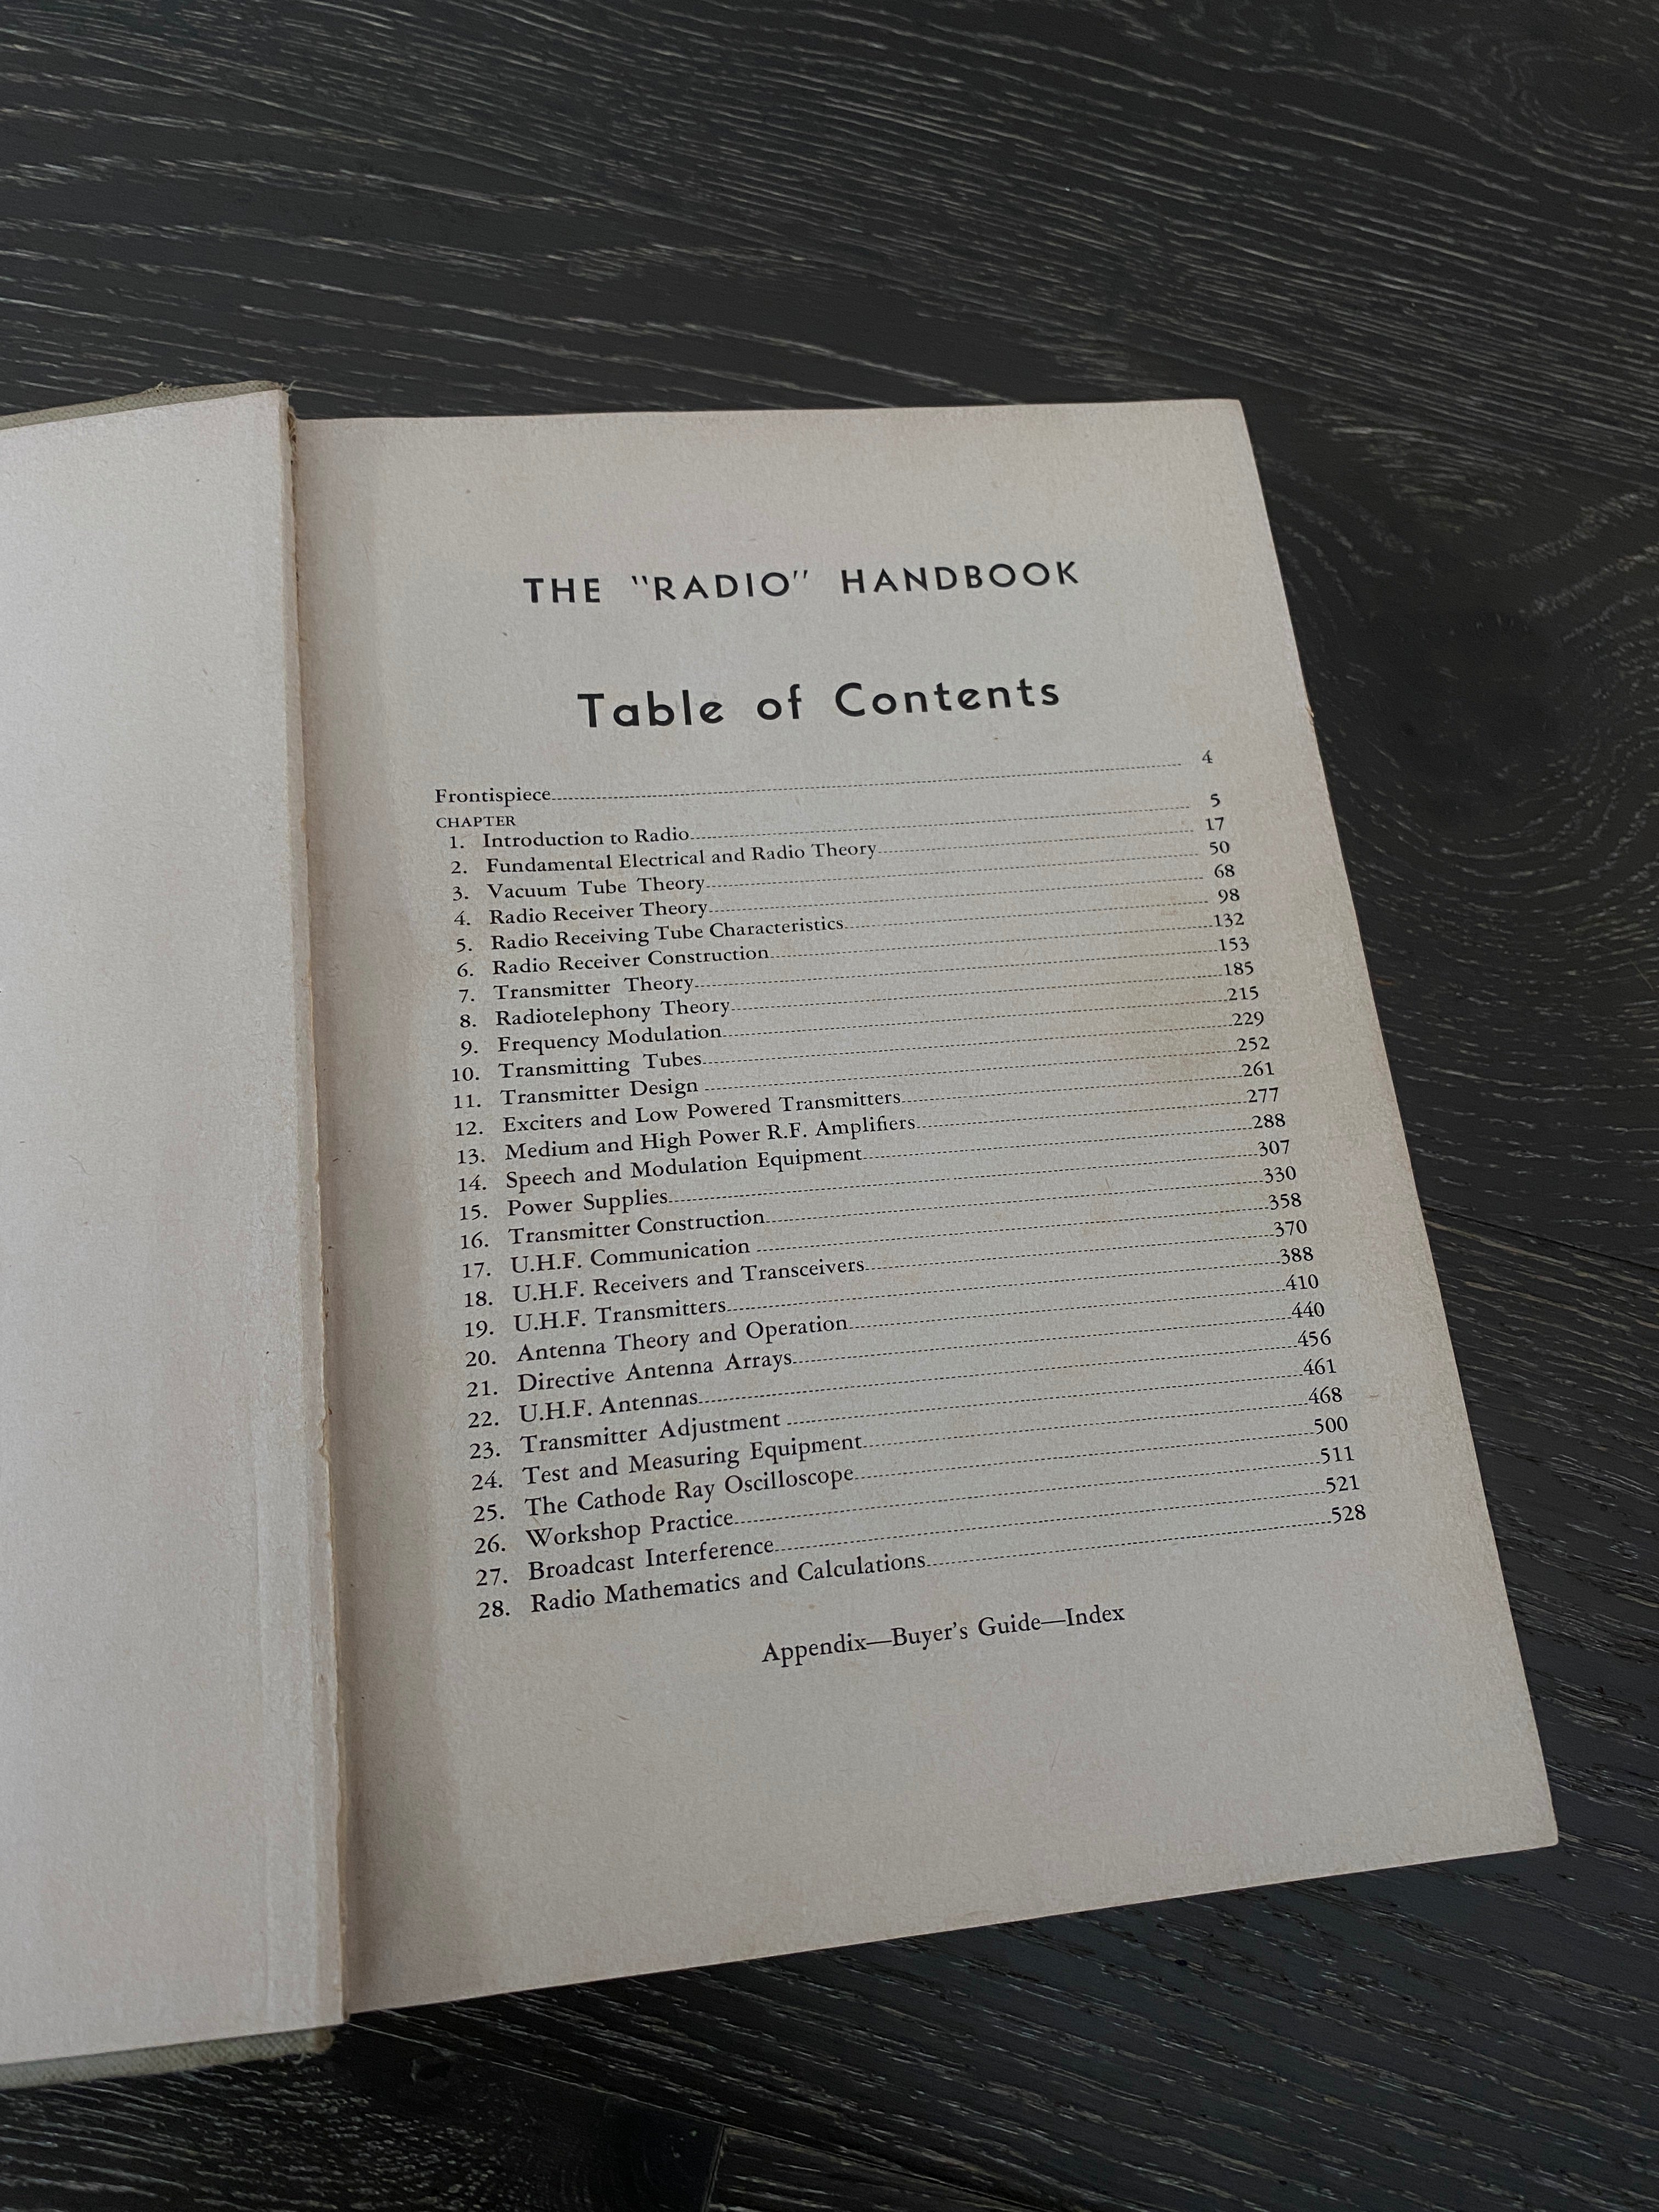 THE "RADIO" HANDBOOK
Table of Contents
Frontispiece 4
CHAPTER
1. Introduction to Radio 5
2. Fundamental Electrical and Radio Theory 17
3. Vacuum Tube Theory 50
4. Radio Receiver Theory 68
5. Radio Receiving Tube Characteristics 98
6. Radio Receiver Construction 132
7. Transmitter Theory 153
8. Radiotelephony Theory 185
9. Frequency Modulation 215
10. Transmitting Tubes 229
11. Transmitter Design 252
12. Exciters and Low Powered Transmitters 261
13. Medium and High Power R.F. Amplifiers 277
14. Speech and Modulation Equipment 288
15. Power Supplies 307
16. Transmitter Construction 330
17. U.H.F. Communication 358
18. U.H.F. Receivers and Transceivers 370
19. U.H.F. Transmitters 388
20. Antenna Theory and Operation 410
21. Directive Antenna Arrays 440
22. U.H.F. Antennas 456
23. Transmitter Adjustment 461
24. Test and Measuring Equipment 468
25. The Cathode Ray Oscilloscope 500
26. Workshop Practice 511
27. Broadcast Interference 521
28. Radio Mathematics and Calculations 528
Appendix—Buyer's Guide—Index